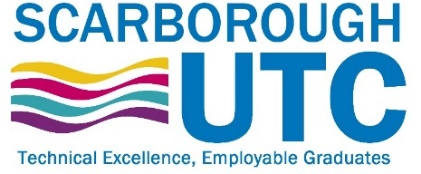 SCARBOROUGH
UTC
Technical Excellence, Employable Graduates